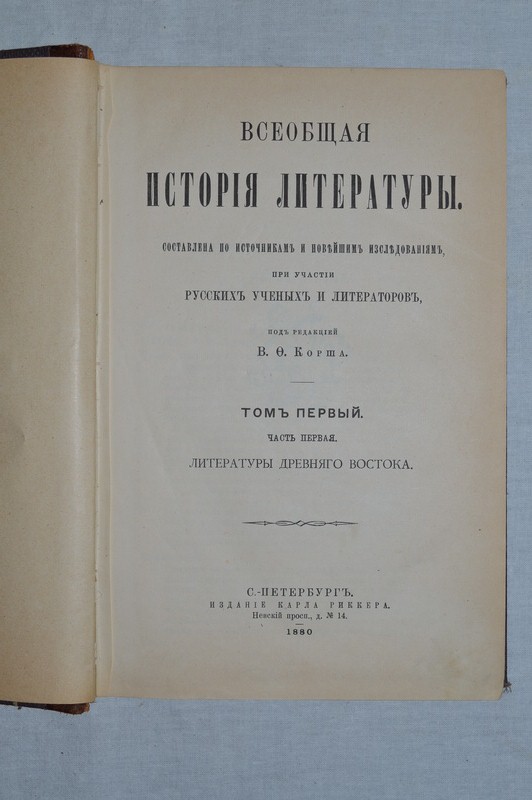 ВСЕОБЩАЯ
ИСТОРІЯ ЛИТЕРАТУРЫ.
СОСТАВЛЕНА ПО ИСТОЧНИКАМЪ И НОВѢЙШИМЪ ИЗСЛѢДОВАНІЯМЪ,
ПРИ УЧАСТІИ
РУССКИХЪ УЧЕНЫХЪ И ЛИТЕРАТОРОВЪ,
ПОДЪ РЕДАКЦІЕЙ
В. Ѳ. Корша.
ТОМЪ ПЕРВЫЙ.
ЧАСТЬ ПЕРВАЯ.
ЛИТЕРАТУРЫ ДРЕВНЯГО ВОСТОКА.
С.-ПЕТЕРБУРГЪ.
ИЗДАНІЕ КАРЛА РИККЕРА.
Невскій просп., д. № 14.
1880